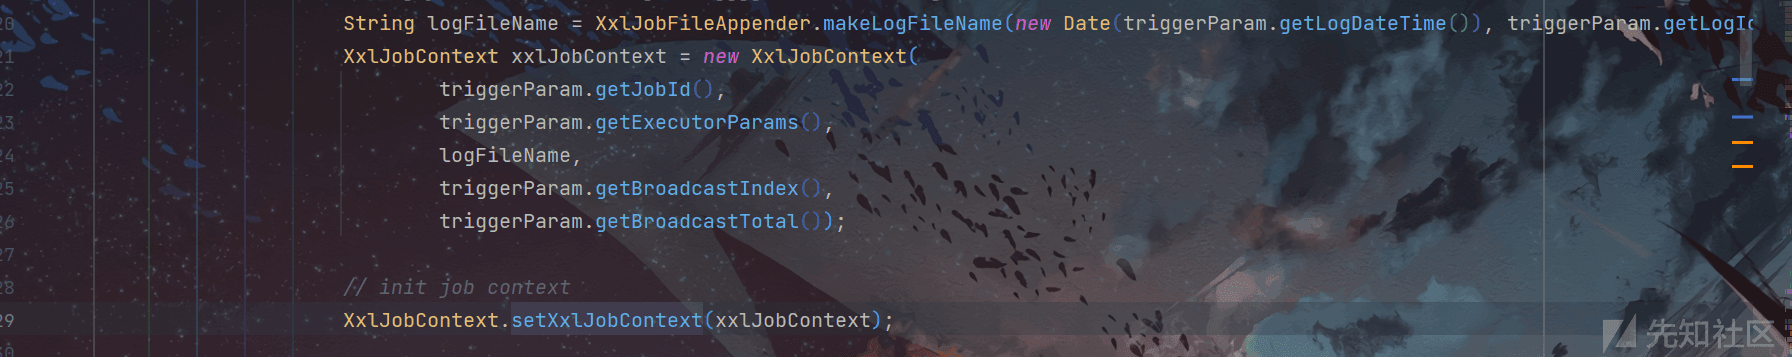 20 String logFileName = XxlJobFileAppender.makeLogFileName(new Date(triggerParam.getLogDateTime()), triggerParam.getLogId
21 XxlJobContext xxlJobContext = new XxlJobContext(
22 triggerParam.getJobId(),
23 triggerParam.getExecutorParams(),
24 logFileName,
25 triggerParam.getBroadcastIndex(),
26 triggerParam.getBroadcastTotal());
27
28 // init job context
29 XxlJobContext.setXxlJobContext(xxlJobContext);
30
先知社区